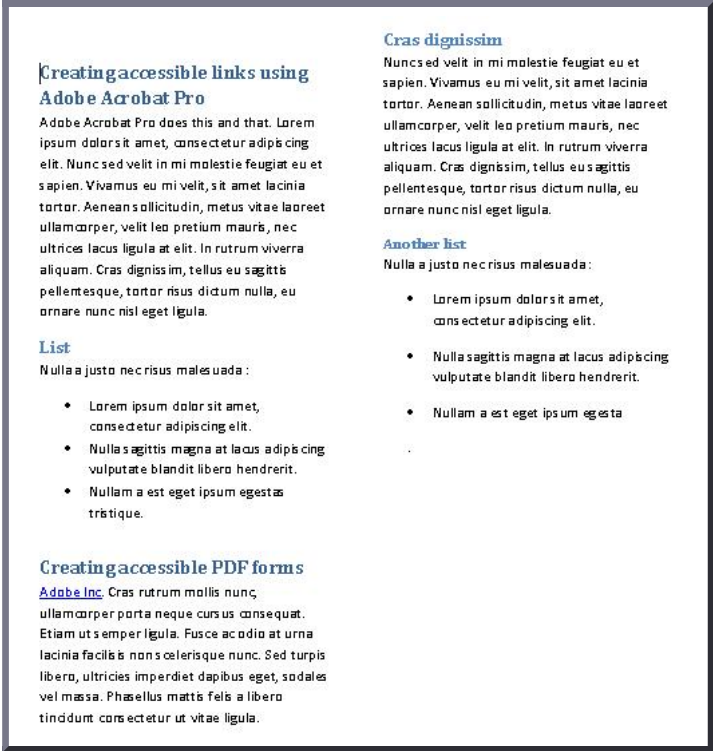 Creating accessible links using
Adobe Acrobat Pro
Adobe Acrobat Pro does this and that. Lorem
ipsum dolor sit amet, consectetur adipiscing
elit. Nunc sed velit in mi molestie feugiat eu et
sapien. Vivamus eu mi velit, sit amet lacinia
tortor. Aenean sollicitudin, metus vitae laoreet
ullamcorper, velit leo pretium mauris, nec
ultrices lacus ligula at elit. In rutrum viverra
aliquam. Cras dignissim, tellus eu sagittis
pellentesque, tortor risus dictum nulla, eu
ornare nunc nisl eget ligula.
List
Nulla a justo nec risus malesuada :
• Lorem ipsum dolor sit amet,
consectetur adipiscing elit.
• Nulla sagittis magna at lacus adipiscing
vulputate blandit libero hendrerit.
• Nullam a est eget ipsum egestas
tristique.
Creating accessible PDF forms
Adobe Inc. Cras rutrum mollis nunc,
ullamcorper porta neque cursus consequat.
Etiam ut semper ligula. Fusce ac odio at urna
lacinia facilisis non scelerisque nunc. Sed turpis
libero, ultricies imperdiet dapibus eget, sodales
vel massa. Phasellus mattis felis a libero
tincidunt consectetur ut vitae ligula.
Cras dignissim
Nunc sed velit in mi molestie feugiat eu et
sapien. Vivamus eu mi velit, sit amet lacinia
tortor. Aenean sollicitudin, metus vitae laoreet
ullamcorper, velit leo pretium mauris, nec
ultrices lacus ligula at elit. In rutrum viverra
aliquam. Cras dignissim, tellus eu sagittis
pellentesque, tortor risus dictum nulla, eu
ornare nunc nisl eget ligula.
Another list
Nulla a justo nec risus malesuada :
• Lorem ipsum dolor sit amet,
consectetur adipiscing elit.
• Nulla sagittis magna at lacus adipiscing
vulputate blandit libero hendrerit.
• Nullam a est eget ipsum egesta
.